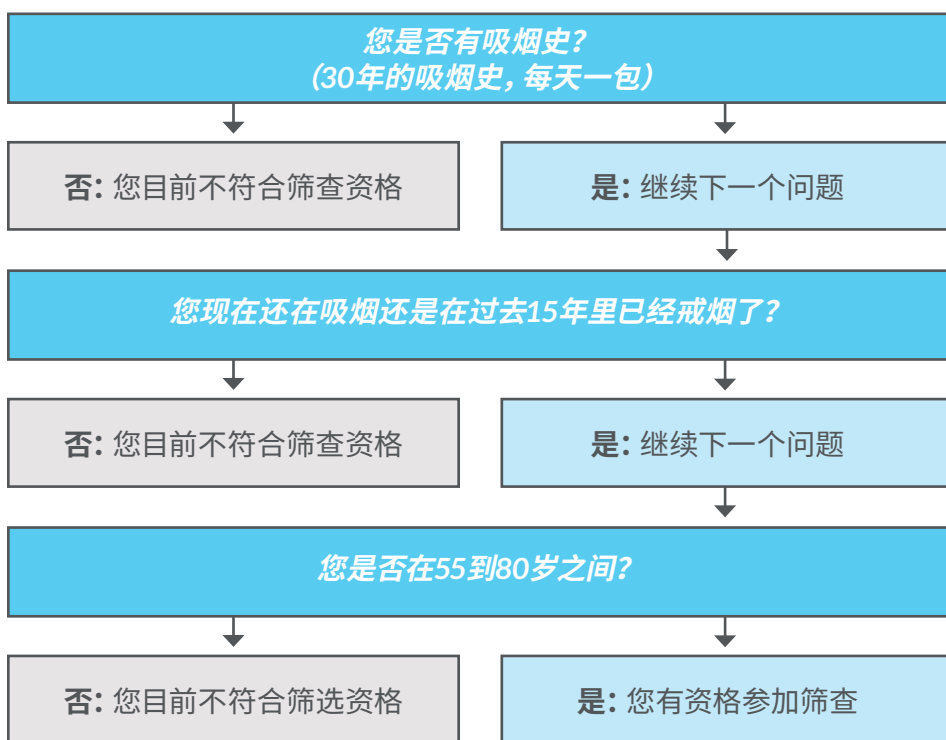 您是否有吸烟史？
（30年的吸烟史，每天一包）
否：您目前不符合筛查资格
是：继续下一个问题
您现在还在吸烟还是在过去15年里已经戒烟了？
否：您目前不符合筛查资格
是：继续下一个问题
您是否在55到80岁之间？
否：您目前不符合筛选资格
是：您有资格参加筛查